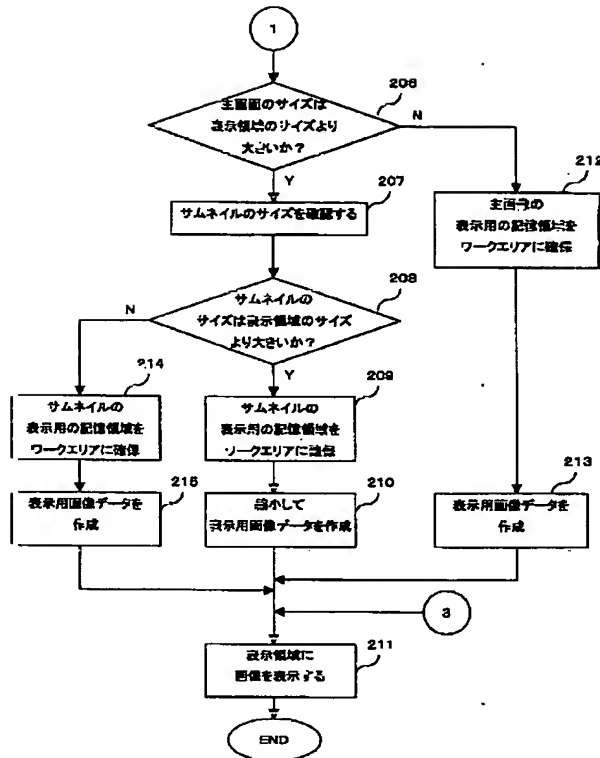 1
主画面のサイズは
表示領域のサイズより
大きいか?
206
N
Y
サムネイルのサイズを確認する
207
212
主画像の
表示用の記憶領域を
ワークエリアに確保
サムネイルの
サイズは表示領域のサイズ
より大きいか?
208
N
Y
214
サムネイルの
表示用の記憶領域を
ワークエリアに確保
209
サムネイルの
表示用の記憶領域を
ワークエリアに確保
表示用画像データを
作成
215
縮小して
表示用画像データを作成
210
表示用画像データを
作成
213
3
表示領域に
画像を表示する
211
END